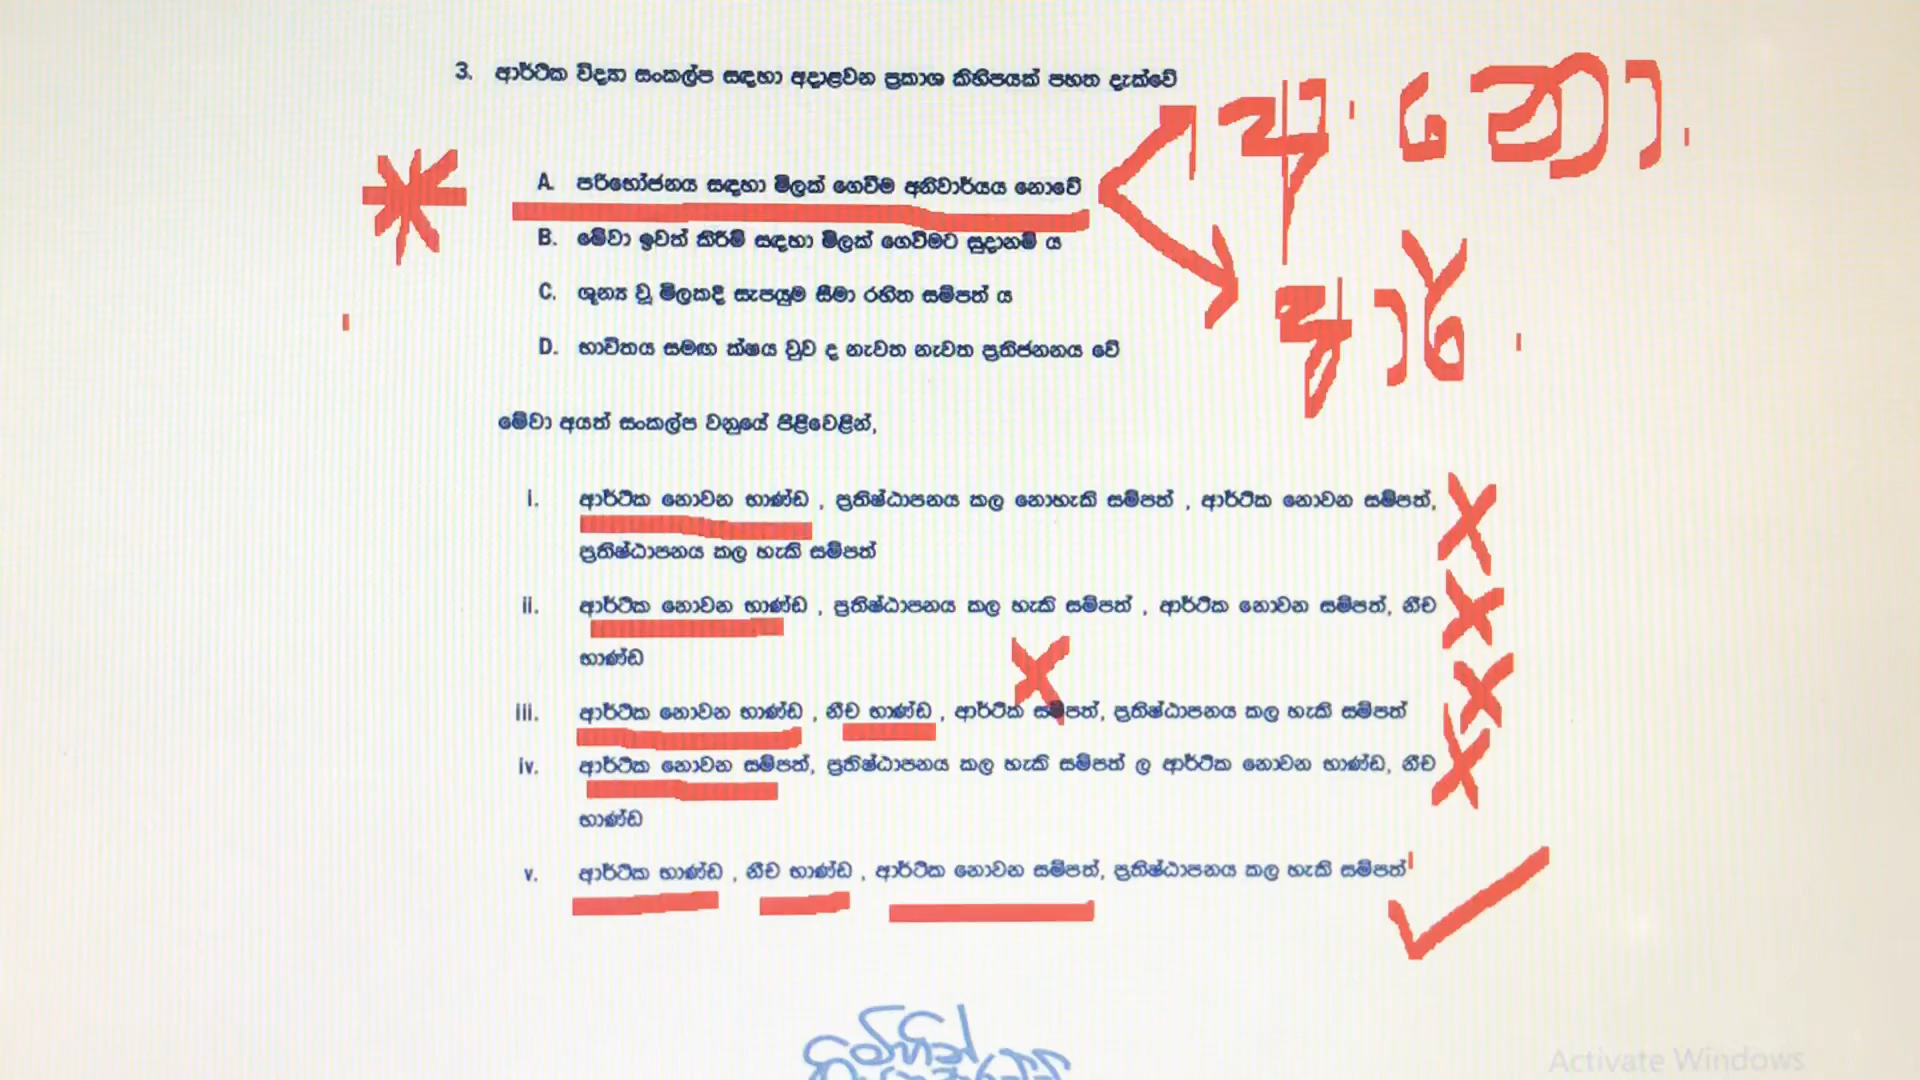 3. ආර්ථික විද්‍යා සංකල්ප සඳහා අදාළවන ප්‍රකාශ කිහිපයක් පහත දැක්වේ
ආ. නො.
A. පරිභෝජනය සඳහා මිලක් ගෙවීම අනිවාර්යය නොවේ
B. මේවා ඉවත් කිරීම් සඳහා මිලක් ගෙවීමට සුදානම් ය
ආර්.
C. ශුන්‍ය වූ මිලකදී සැපයුම සීමා රහිත සම්පත් ය
D. භාවිතය සමඟ ක්ෂය වුව ද නැවත නැවත ප්‍රතිජනනය වේ
මේවා අයත් සංකල්ප වනුයේ පිළිවෙළින්,
i. ආර්ථික නොවන භාණ්ඩ , ප්‍රතිෂ්ඨාපනය කල නොහැකි සම්පත් , ආර්ථික නොවන සම්පත්,
ප්‍රතිෂ්ඨාපනය කල හැකි සම්පත්
ii. ආර්ථික නොවන භාණ්ඩ , ප්‍රතිෂ්ඨාපනය කල හැකි සම්පත් , ආර්ථික නොවන සම්පත්, නීච
භාණ්ඩ
iii. ආර්ථික නොවන භාණ්ඩ , නීච භාණ්ඩ , ආර්ථික සම්පත්, ප්‍රතිෂ්ඨාපනය කල හැකි සම්පත්
iv. ආර්ථික නොවන සම්පත්, ප්‍රතිෂ්ඨාපනය කල හැකි සම්පත් ල ආර්ථික නොවන භාණ්ඩ, නීච
භාණ්ඩ
v. ආර්ථික භාණ්ඩ , නීච භාණ්ඩ , ආර්ථික නොවන සම්පත්, ප්‍රතිෂ්ඨාපනය කල හැකි සම්පත්
Activate Windows